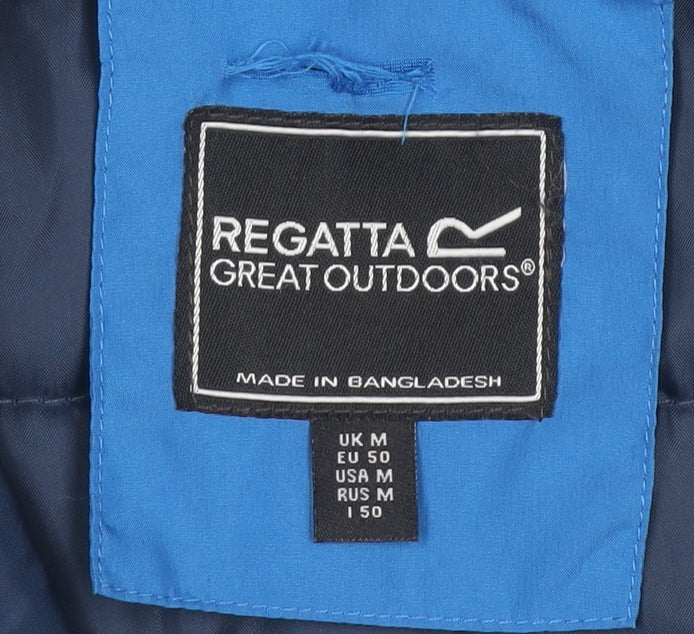 REGATTA
GREAT OUTDOORS®
MADE IN BANGLADESH
UK M
EU 50
USA M
RUS M
I 50